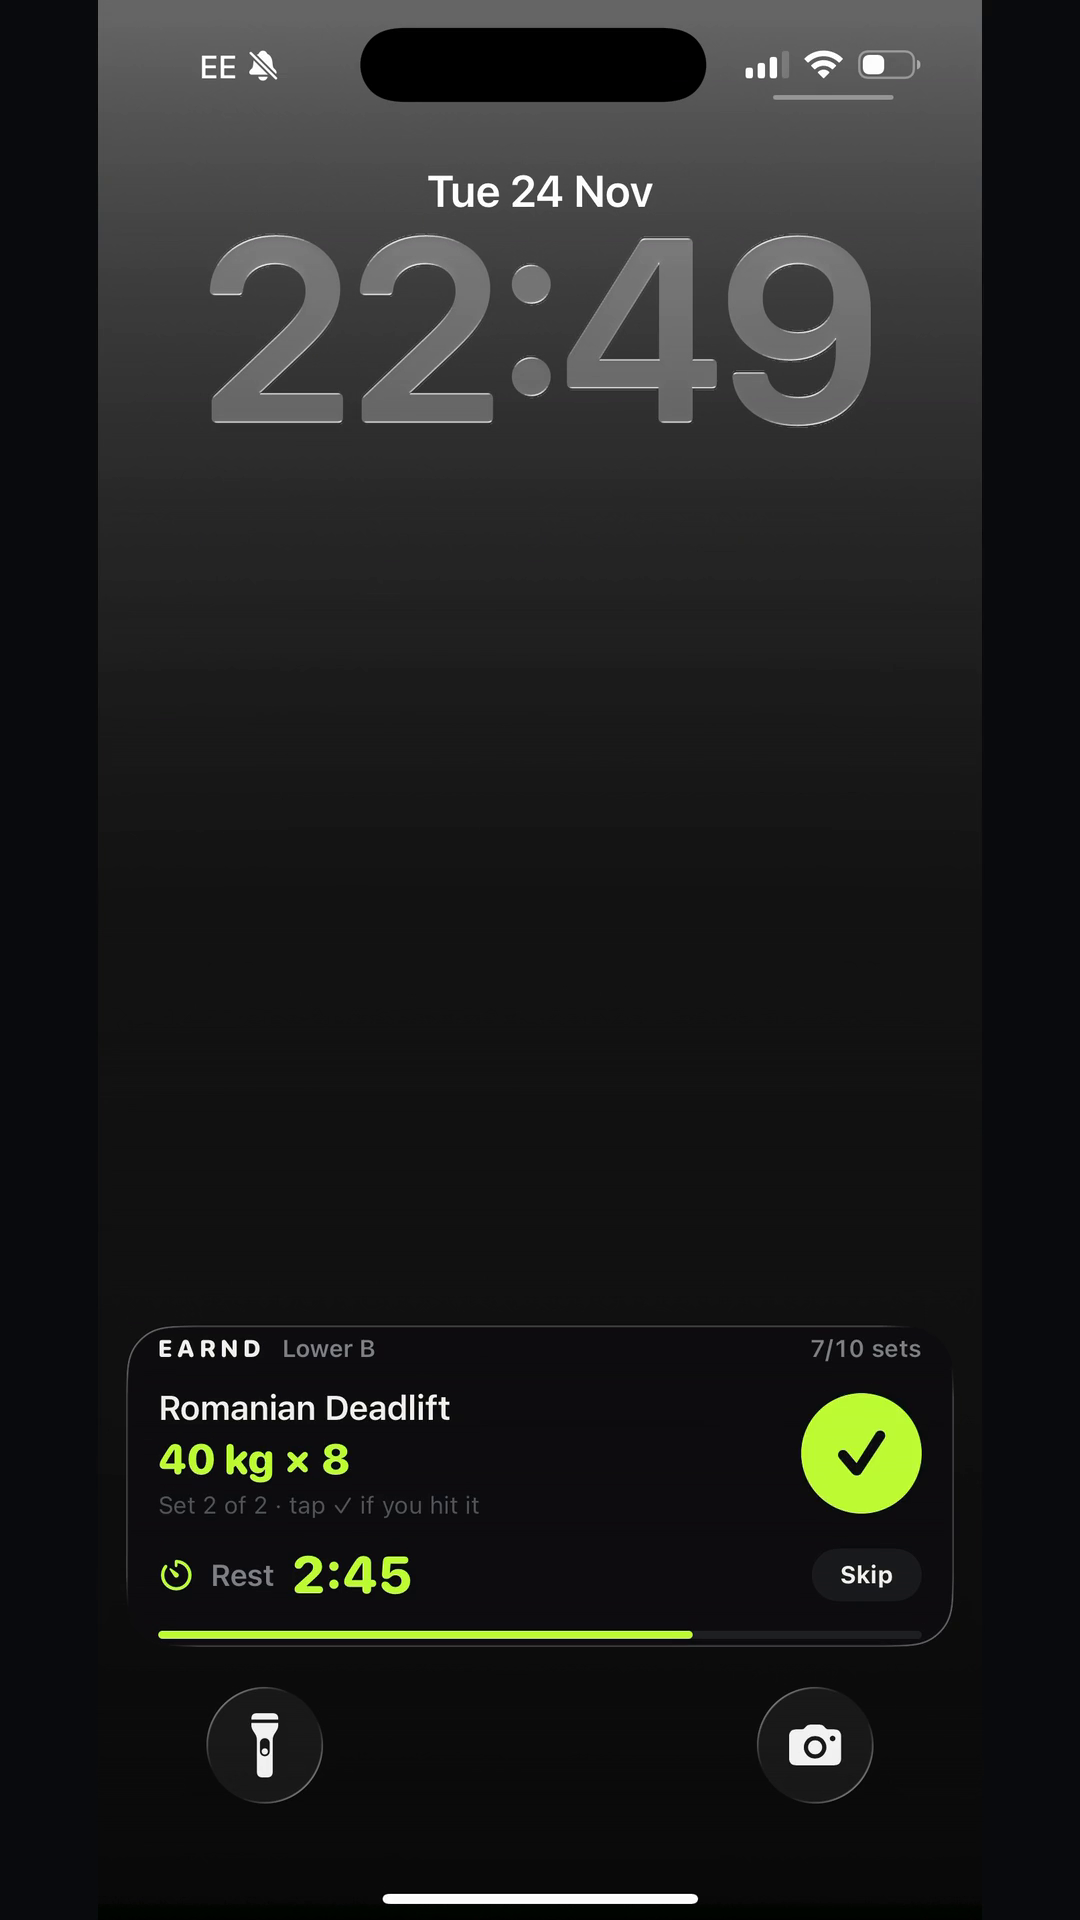 EE
Tue 24 Nov
22:49
EARND Lower B 7/10 sets
Romanian Deadlift
40 kg × 8
Set 2 of 2 · tap ✓ if you hit it
Rest 2:45 Skip